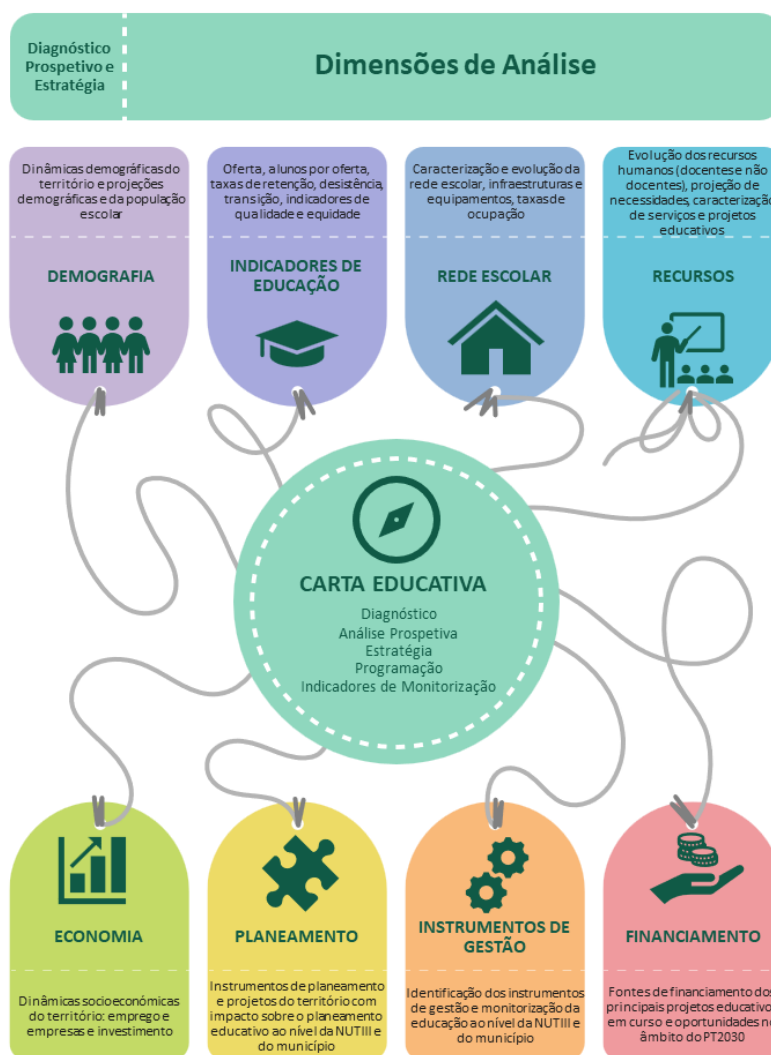 Diagnóstico
Prospetivo e
Estratégia
Dimensões de Análise
Dinâmicas demográficas do
território e projeções
demográficas e da população
escolar
DEMOGRAFIA
Oferta, alunos por oferta,
taxas de retenção, desistência,
transição, indicadores de
qualidade e equidade
INDICADORES DE
EDUCAÇÃO
Caracterização e evolução da
rede escolar, infraestruturas e
equipamentos, taxas de
ocupação
REDE ESCOLAR
Evolução dos recursos
humanos (docentes e não
docentes), projeção de
necessidades, caracterização
de serviços e projetos
educativos
RECURSOS
CARTA EDUCATIVA
Diagnóstico
Análise Prospetiva
Estratégia
Programação
Indicadores de Monitorização
ECONOMIA
Dinâmicas socioeconómicas
do território: emprego e
empresas e investimento
PLANEAMENTO
Instrumentos de planeamento
e projetos do território com
impacto sobre o planeamento
educativo ao nível da NUTIII e
do município
INSTRUMENTOS DE
GESTÃO
Identificação dos instrumentos
de gestão e monitorização da
educação ao nível da NUTIII e
do município
FINANCIAMENTO
Fontes de financiamento dos
principais projetos educativo
em curso e oportunidades no
âmbito do PT2030